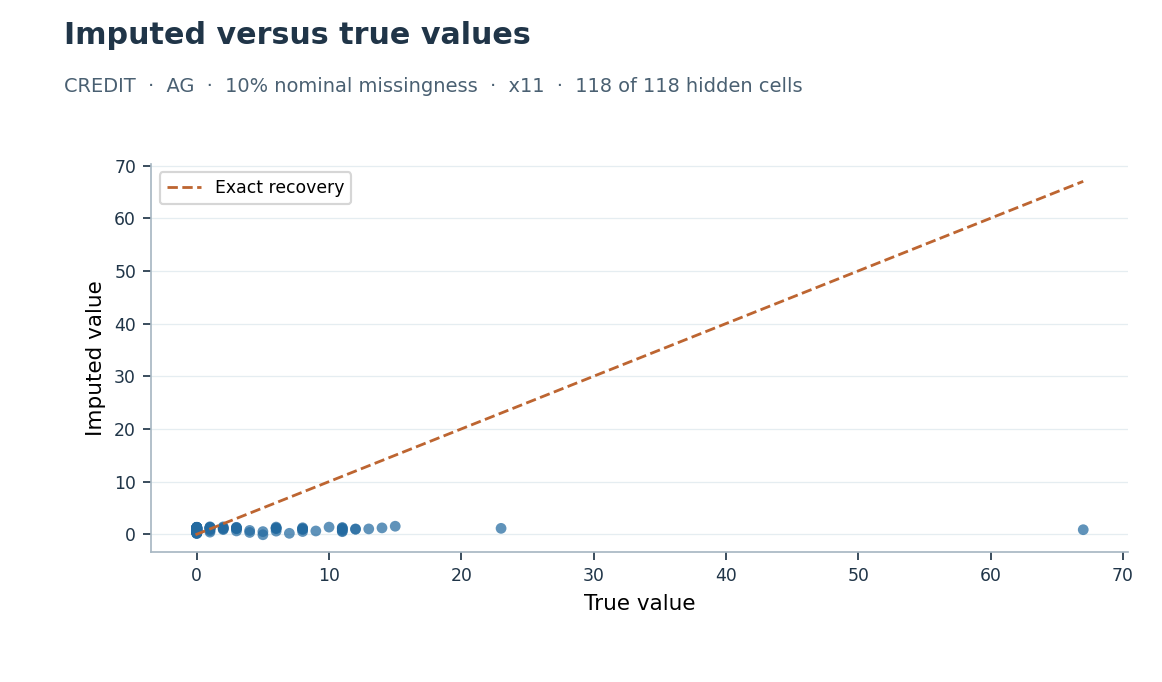 Imputed versus true values
CREDIT · AG · 10% nominal missingness · x11 · 118 of 118 hidden cells
70
60
50
40
30
20
10
0
Exact recovery
Imputed value
0 10 20 30 40 50 60 70
True value